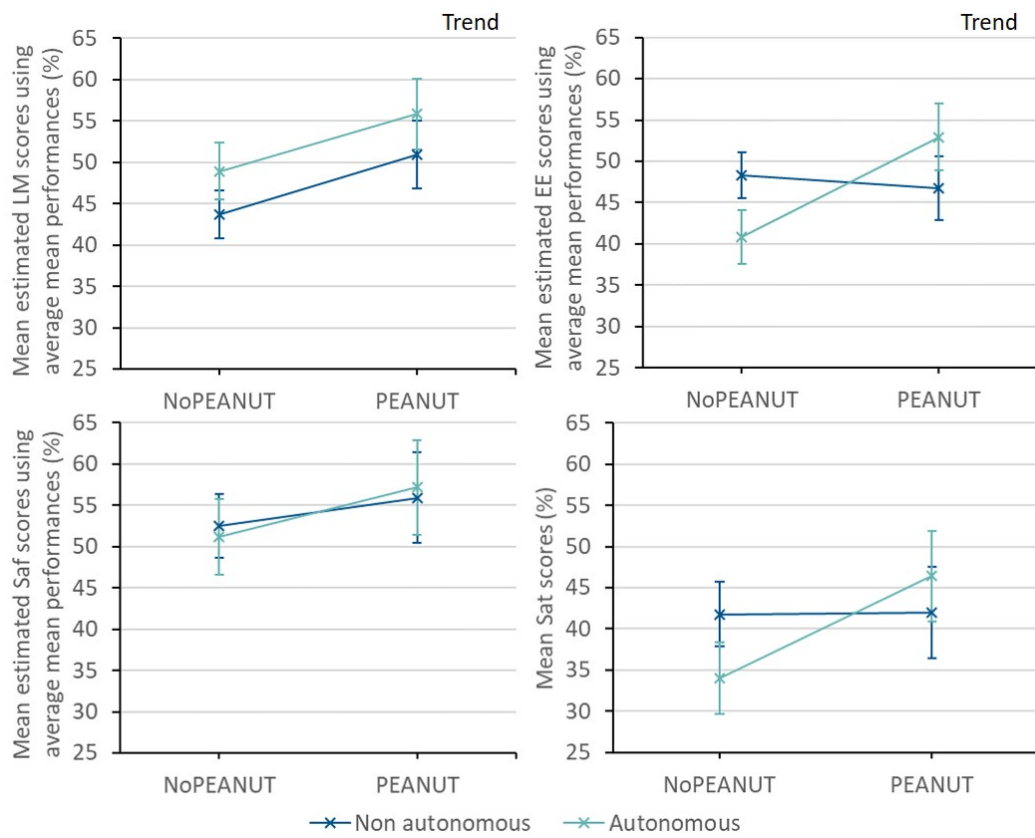 Trend
Mean estimated LM scores using
average mean performances (%)
65
60
55
50
45
40
35
30
25
NoPEANUT PEANUT
Trend
Mean estimated EE scores using
average mean performances (%)
65
60
55
50
45
40
35
30
25
NoPEANUT PEANUT
Mean estimated Saf scores using
average mean performances (%)
65
60
55
50
45
40
35
30
25
NoPEANUT PEANUT
Mean Sat scores (%)
65
60
55
50
45
40
35
30
25
NoPEANUT PEANUT
Non autonomous Autonomous